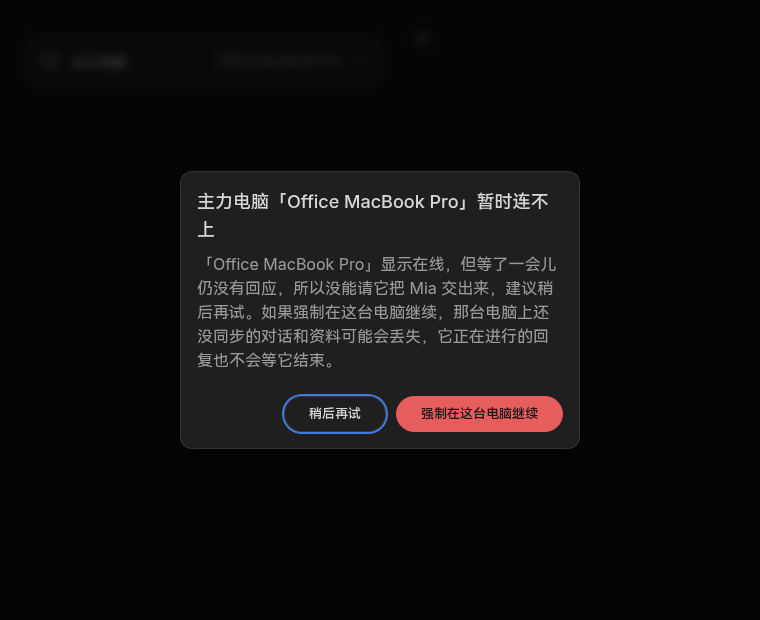 主力电脑「Office MacBook Pro」暂时连不
上
「Office MacBook Pro」显示在线，但等了一会儿
仍没有回应，所以没能请它把 Mia 交出来，建议稍
后再试。如果强制在这台电脑继续，那台电脑上还
没同步的对话和资料可能会丢失，它正在进行的回
复也不会等它结束。
稍后再试
强制在这台电脑继续